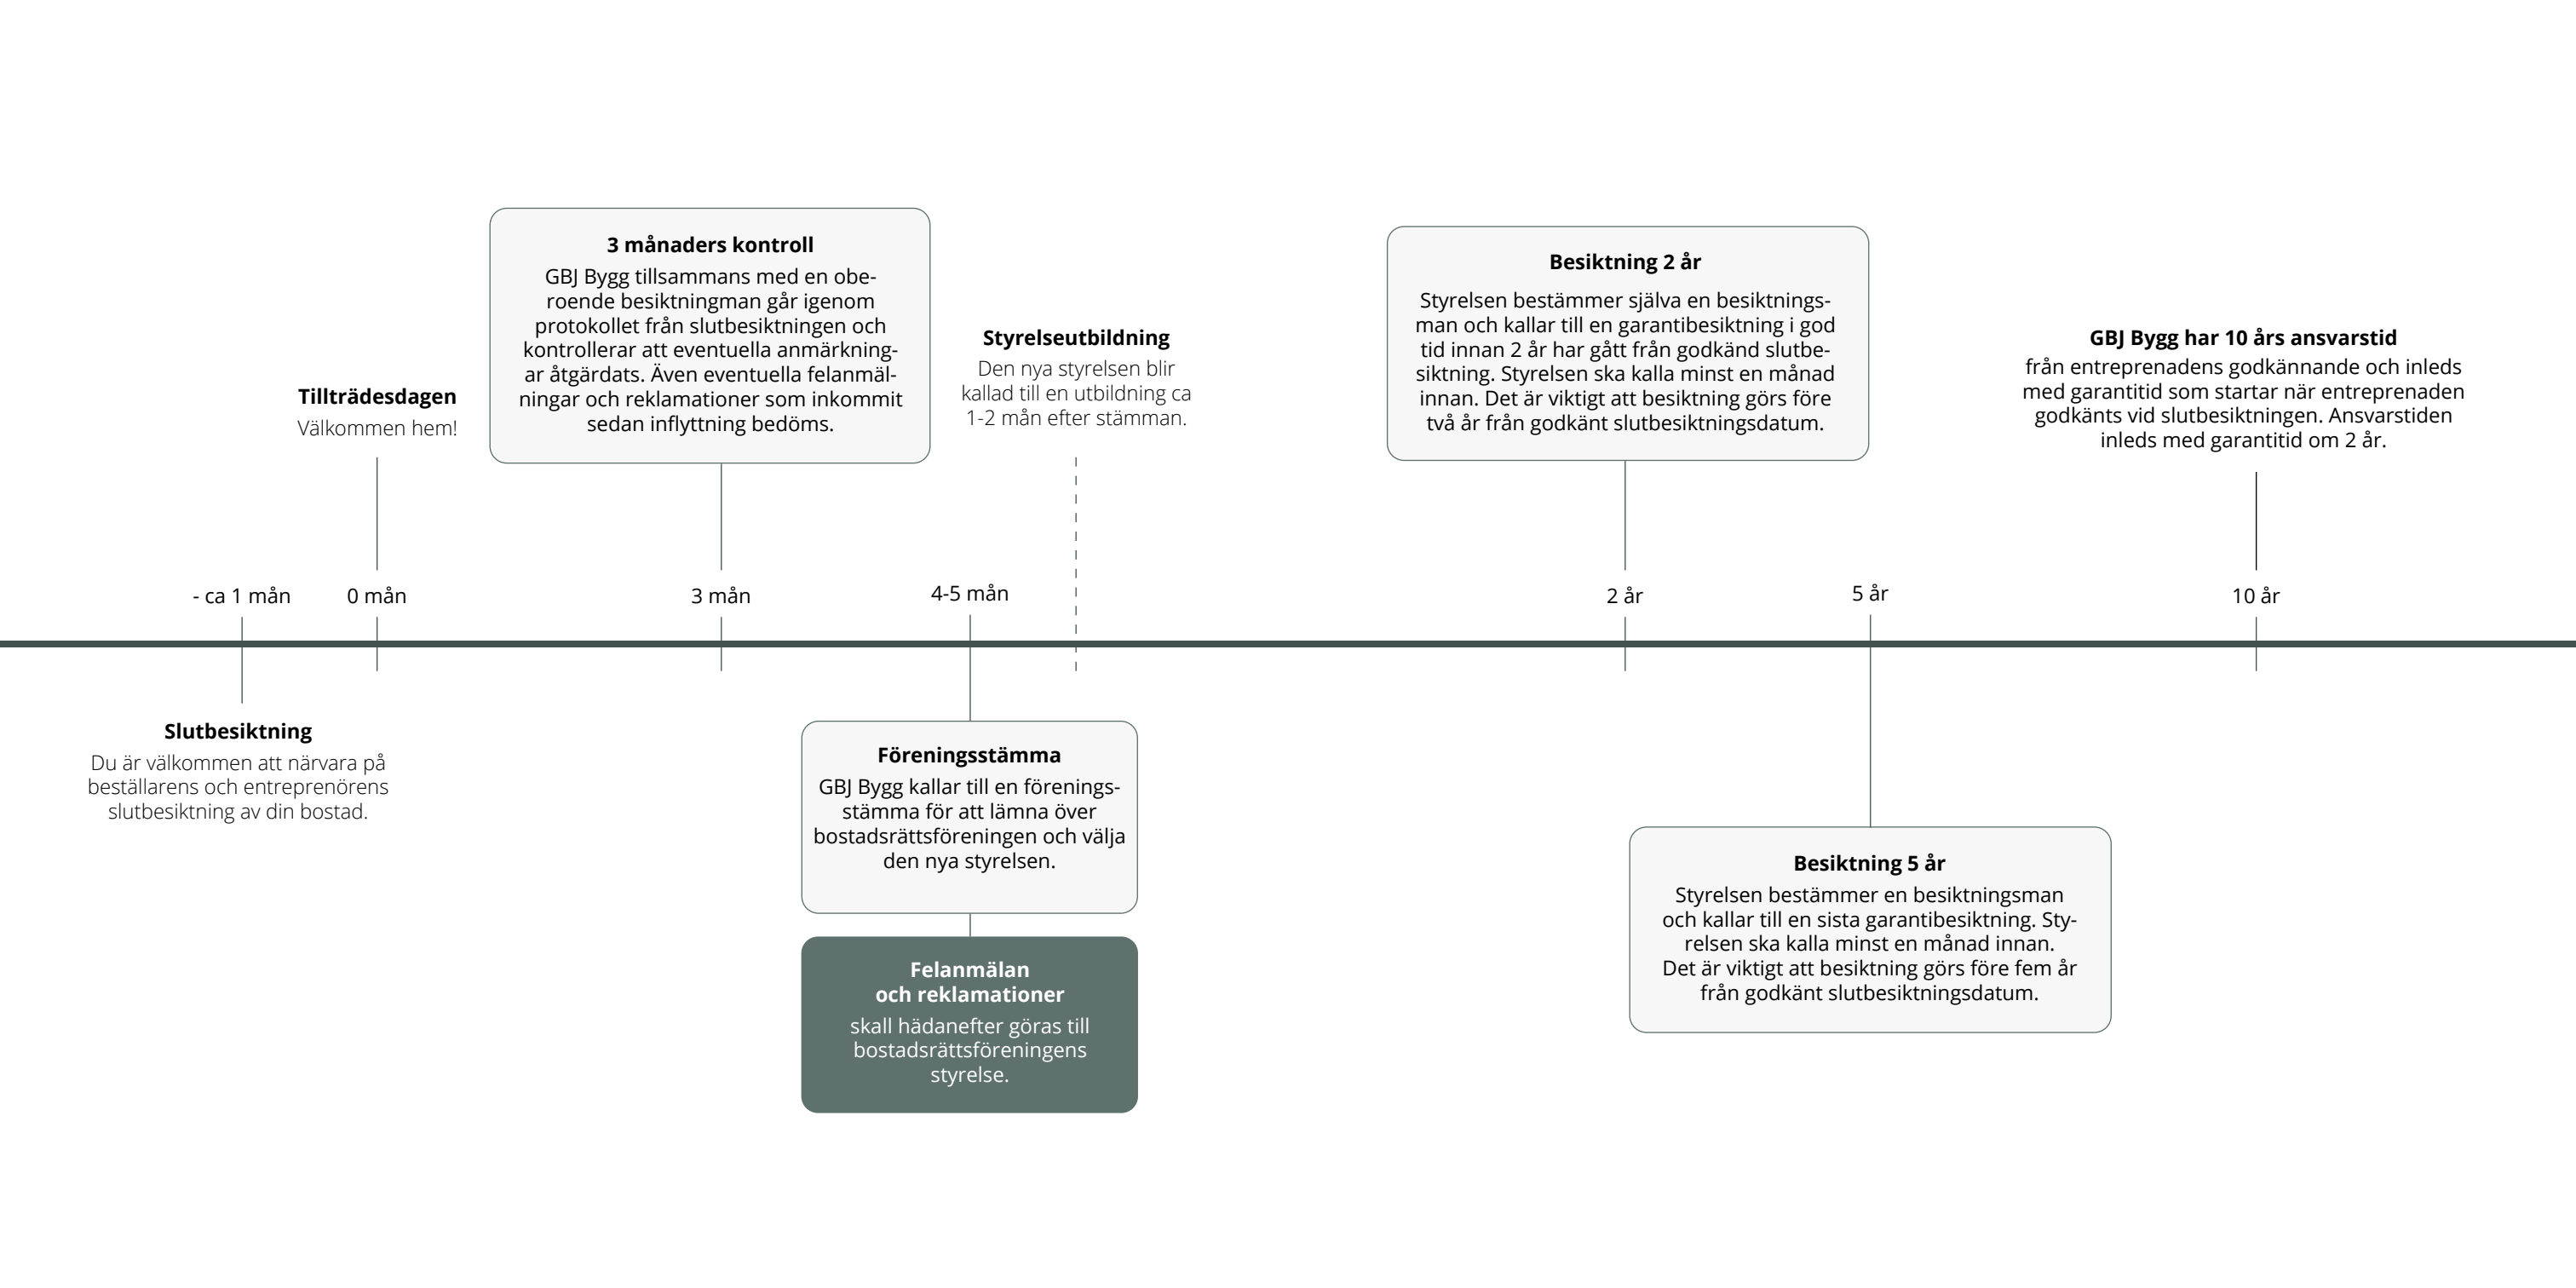 3 månaders kontroll
GBJ Bygg tillsammans med en obe-
roende besiktningman går igenom
protokollet från slutbesiktningen och
kontrollerar att eventuella anmärkning-
ar åtgärdats. Även eventuella felanmäl-
ningar och reklamationer som inkommit
sedan inflyttning bedöms.
Besiktning 2 år
Styrelsen bestämmer själva en besiktnings-
man och kallar till en garantibesiktning i god
tid innan 2 år har gått från godkänd slutbe-
siktning. Styrelsen ska kalla minst en månad
innan. Det är viktigt att besiktning görs före
två år från godkänt slutbesiktningsdatum.
Styrelseutbildning
Den nya styrelsen blir
kallad till en utbildning ca
1-2 mån efter stämman.
GBJ Bygg har 10 års ansvarstid
från entreprenadens godkännande och inleds
med garantitid som startar när entreprenaden
godkänts vid slutbesiktningen. Ansvarstiden
inleds med garantitid om 2 år.
Tillträdesdagen
Välkommen hem!
- ca 1 mån
0 mån
3 mån
4-5 mån
2 år
5 år
10 år
Slutbesiktning
Du är välkommen att närvara på
beställarens och entreprenörens
slutbesiktning av din bostad.
Föreningsstämma
GBJ Bygg kallar till en förenings-
stämma för att lämna över
bostadsrättsföreningen och välja
den nya styrelsen.
Felanmälan
och reklamationer
skall hädanefter göras till
bostadsrättsföreningens
styrelse.
Besiktning 5 år
Styrelsen bestämmer en besiktningsman
och kallar till en sista garantibesiktning. Sty-
relsen ska kalla minst en månad innan.
Det är viktigt att besiktning görs före fem år
från godkänt slutbesiktningsdatum.